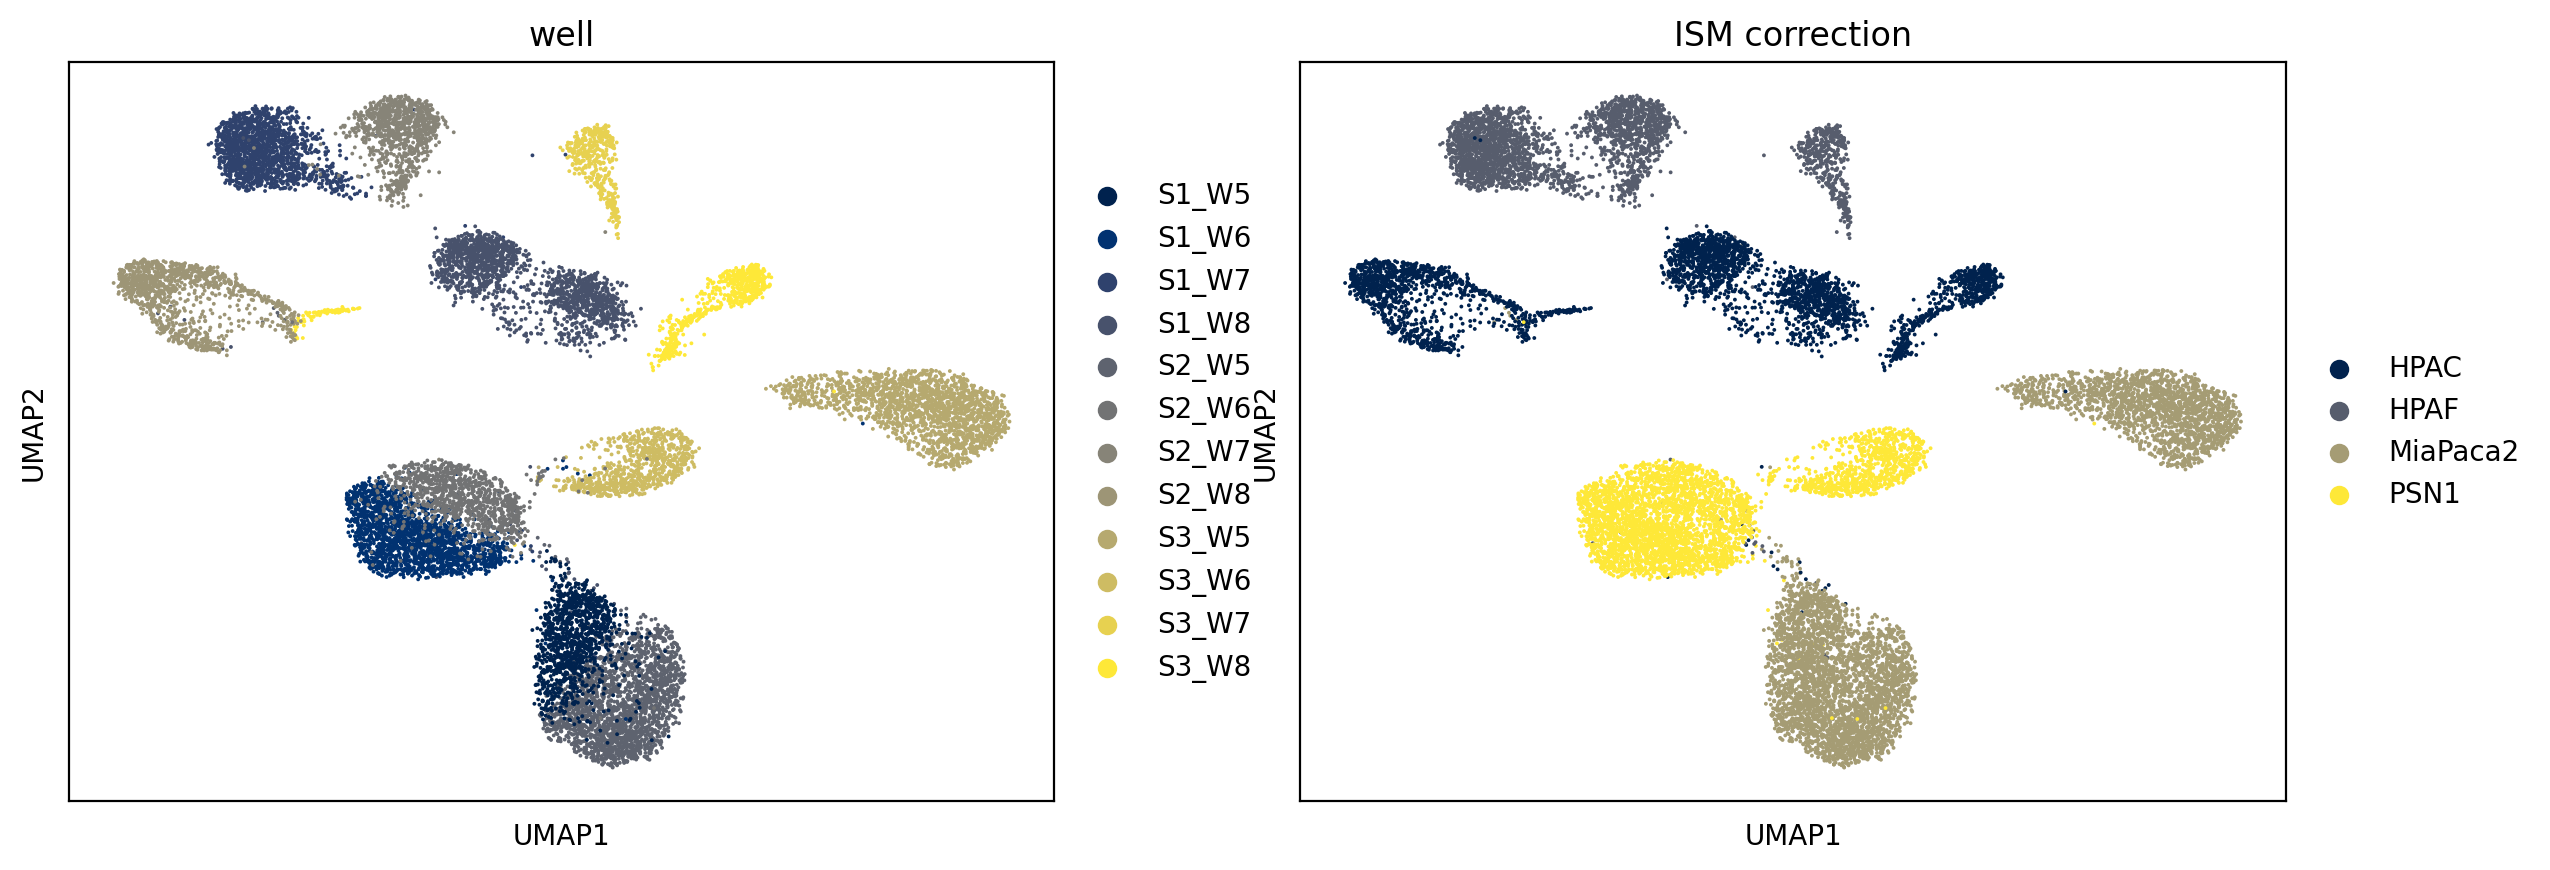 well
UMAP2
UMAP1
S1_W5
S1_W6
S1_W7
S1_W8
S2_W5
S2_W6
S2_W7
S2_W8
S3_W5
S3_W6
S3_W7
S3_W8
ISM correction
UMAP2
UMAP1
HPAC
HPAF
MiaPaca2
PSN1